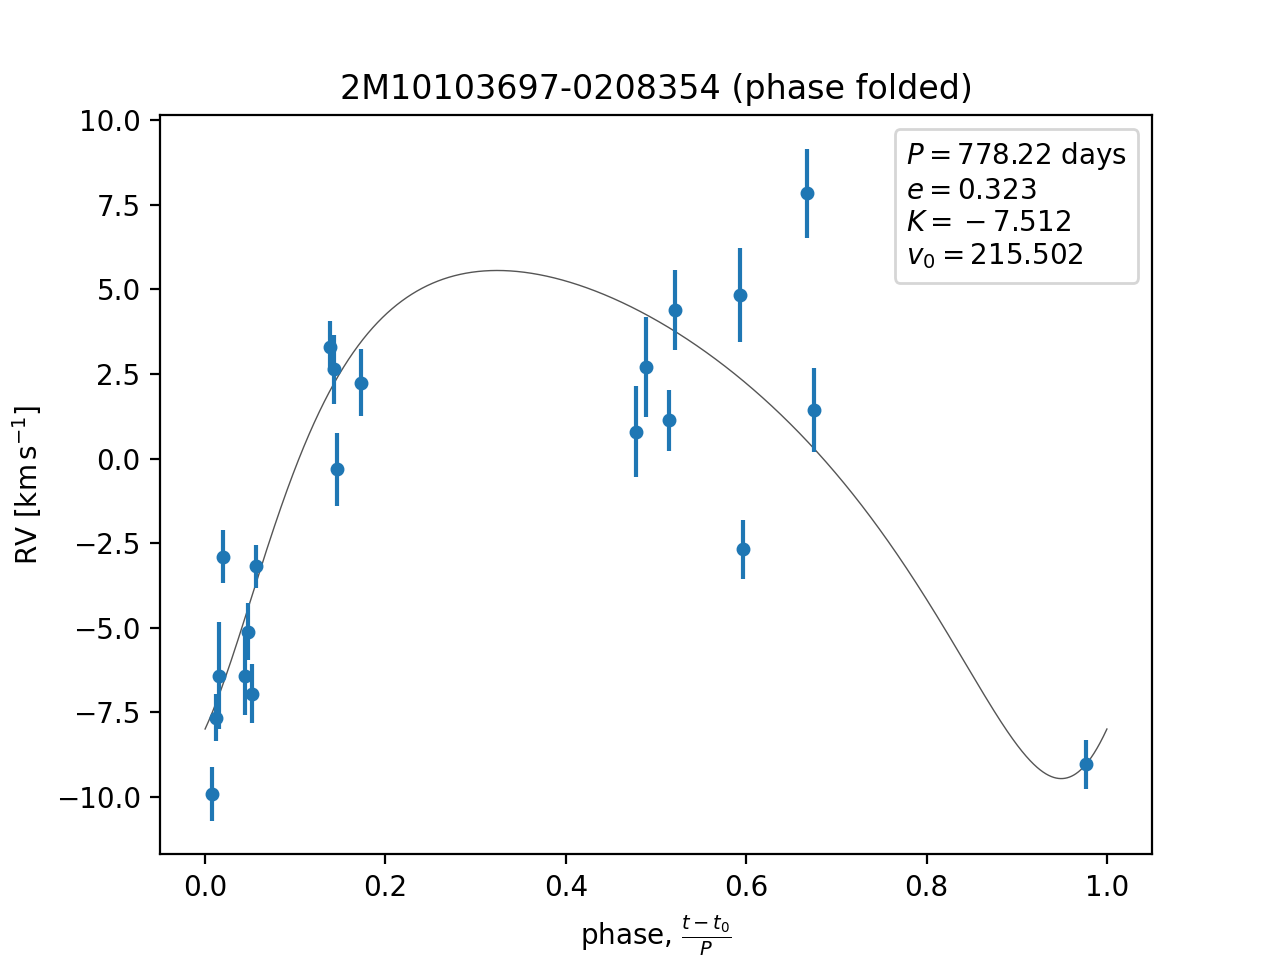 2M10103697-0208354 (phase folded)
P = 778.22 days
e = 0.323
K = −7.512
v₀ = 215.502
RV [km s⁻¹]
10.0
7.5
5.0
2.5
0.0
−2.5
−5.0
−7.5
−10.0
0.0 0.2 0.4 0.6 0.8 1.0
phase, (t − t₀)/P